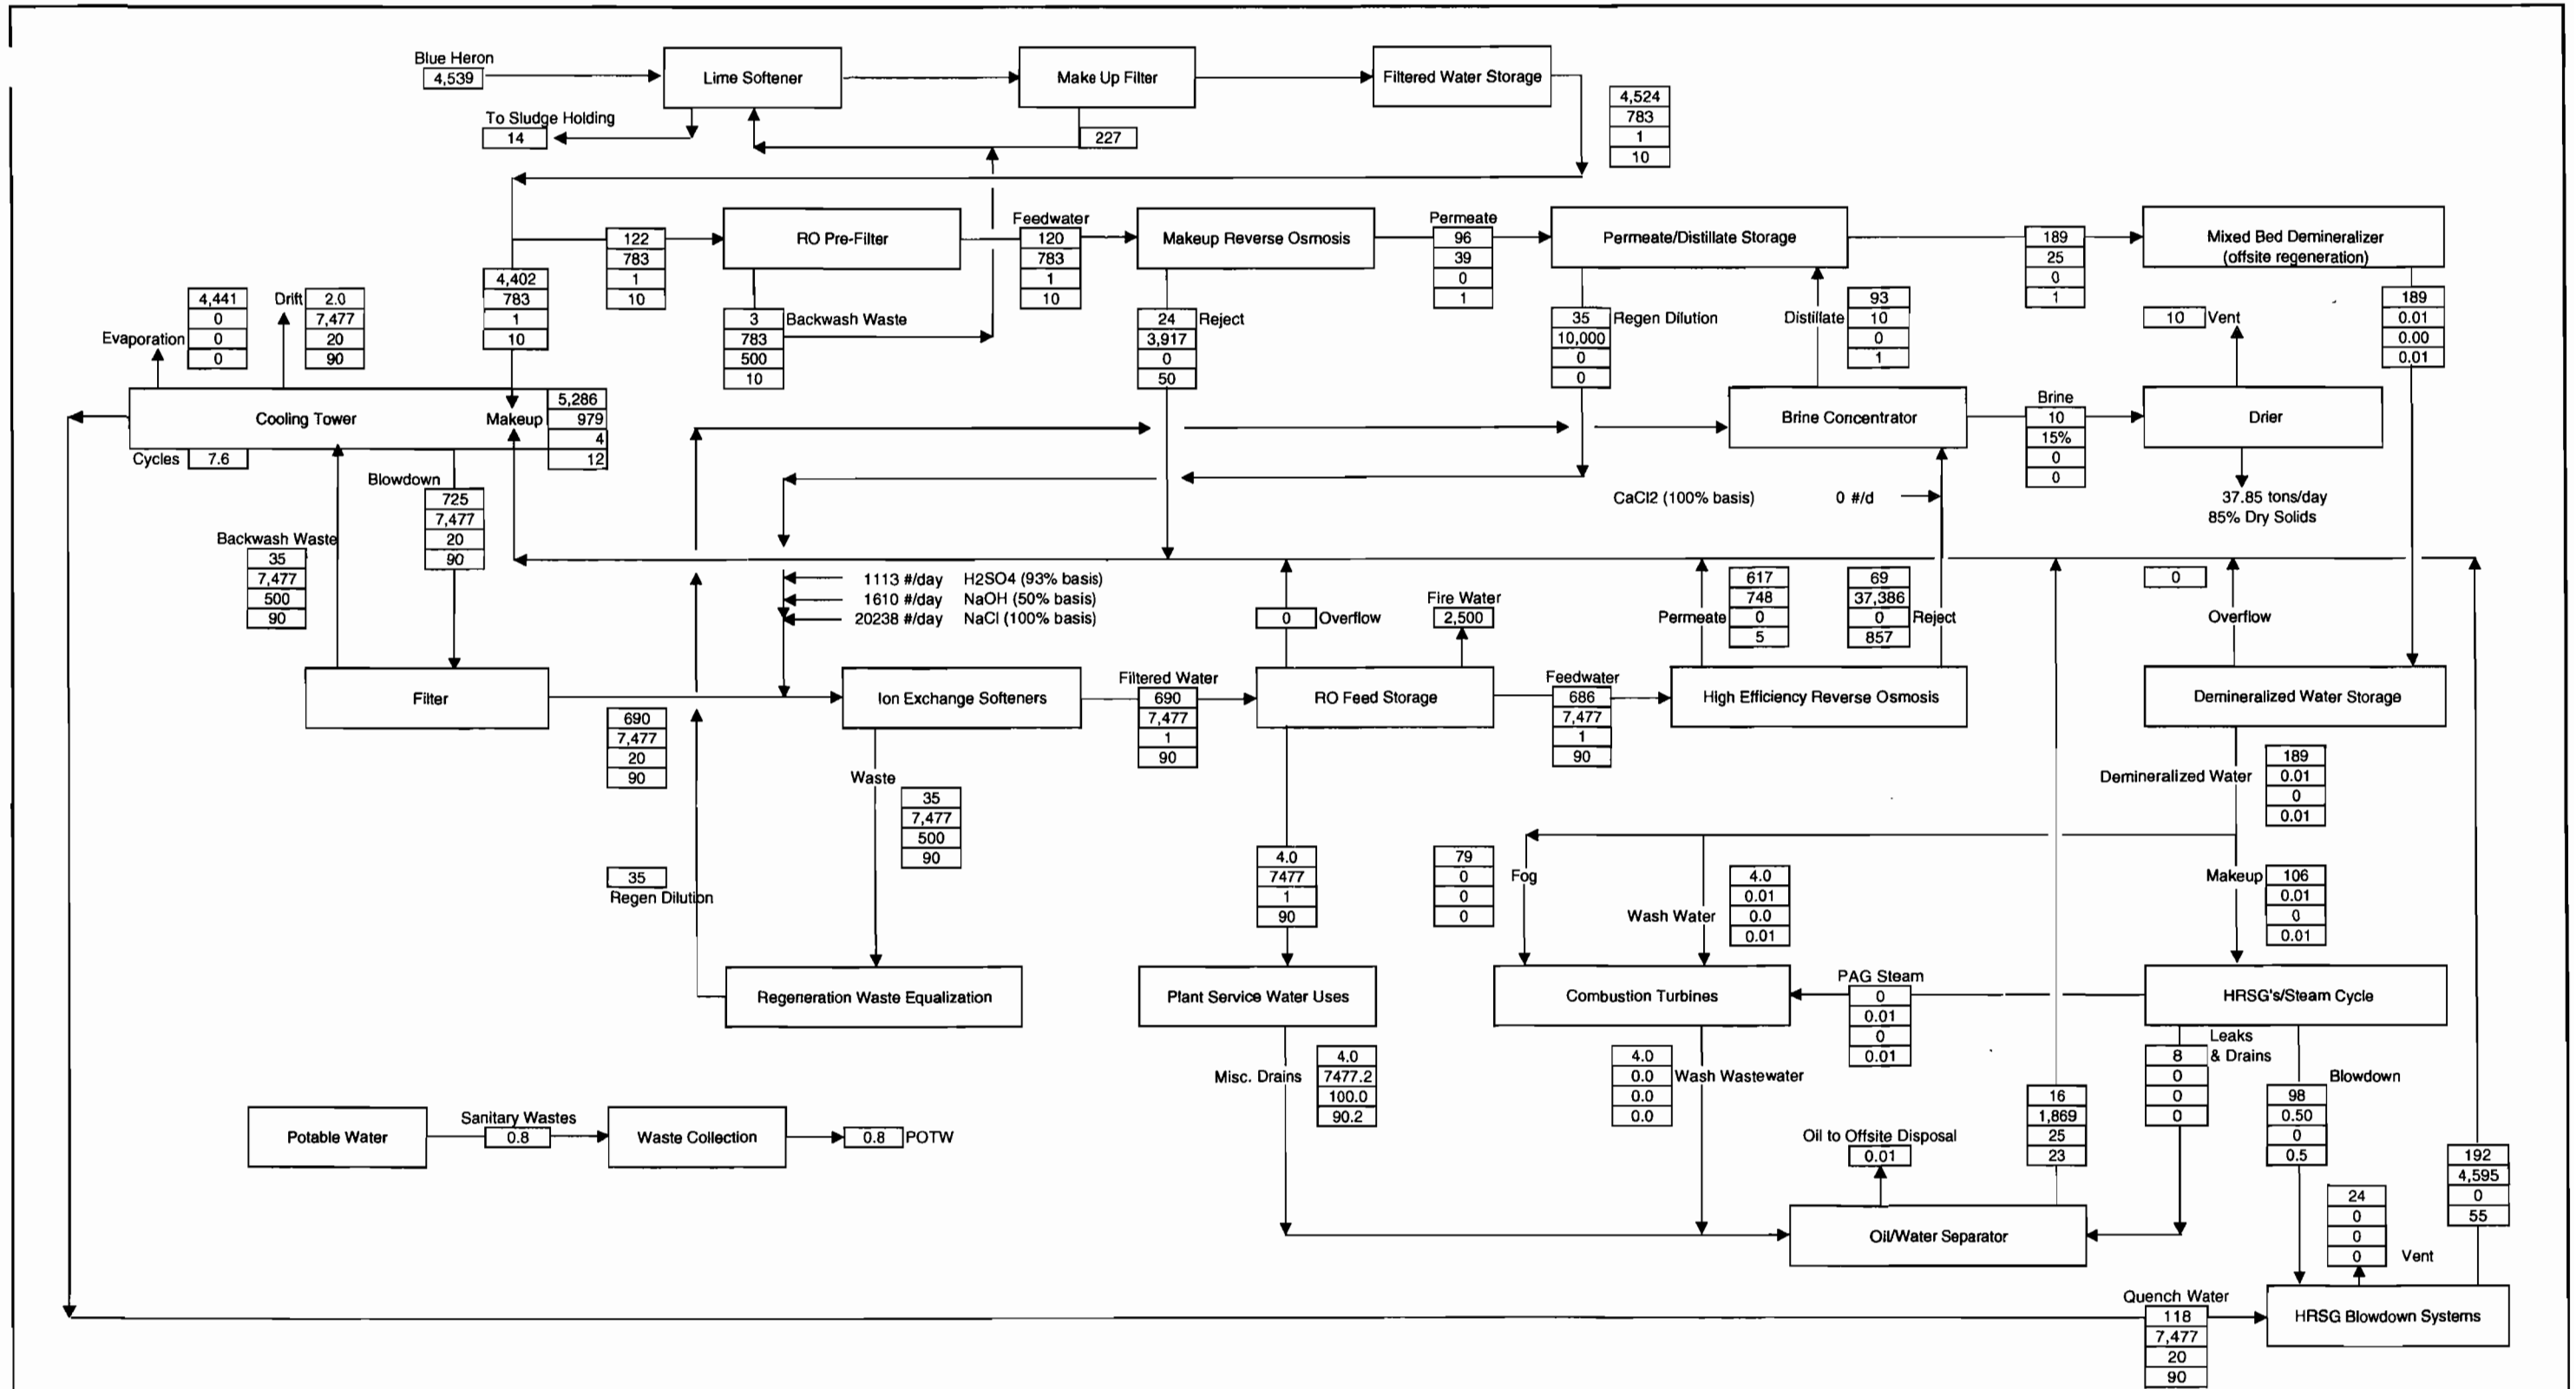 Blue Heron
4,539
Lime Softener
Make Up Filter
Filtered Water Storage
To Sludge Holding
14
227
4,524
783
1
10
122
783
1
10
RO Pre-Filter
Feedwater
120
783
1
10
Makeup Reverse Osmosis
Permeate
96
39
0
1
Permeate/Distillate Storage
189
25
0
1
Mixed Bed Demineralizer
(offsite regeneration)
4,402
783
1
10
Evaporation
4,441
0
0
0
Drift
2.0
7,477
20
90
3
783
500
10
Backwash Waste
24
3,917
0
50
Reject
35
10,000
0
0
Regen Dilution
Distillate
93
10
0
1
10
Vent
189
0.01
0.00
0.01
Cooling Tower
Makeup
5,286
979
4
12
Cycles
7.6
Brine Concentrator
Brine
10
15%
0
0
Drier
Blowdown
725
7,477
20
90
CaCl2 (100% basis)
0 #/d
37.85 tons/day
85% Dry Solids
Backwash Waste
35
7,477
500
90
1113 #/day H2SO4 (93% basis)
1610 #/day NaOH (50% basis)
20238 #/day NaCl (100% basis)
0
Overflow
Fire Water
2,500
Permeate
617
748
0
5
69
37,386
0
857
Reject
0
Overflow
Filter
690
7,477
20
90
Ion Exchange Softeners
Filtered Water
690
7,477
1
90
RO Feed Storage
Feedwater
686
7,477
1
90
High Efficiency Reverse Osmosis
Demineralized Water Storage
Waste
35
7,477
500
90
Demineralized Water
189
0.01
0
0.01
35
Regen Dilution
4.0
7477
1
90
79
0
0
0
Fog
Wash Water
4.0
0.01
0.0
0.01
Makeup
106
0.01
0
0.01
Regeneration Waste Equalization
Plant Service Water Uses
Combustion Turbines
PAG Steam
0
0.01
0
0.01
HRSG's/Steam Cycle
Misc. Drains
4.0
7477.2
100.0
90.2
4.0
0.0
0.0
0.0
Wash Wastewater
Leaks
& Drains
8
0
0
0
Blowdown
98
0.50
0
0.5
Potable Water
Sanitary Wastes
0.8
Waste Collection
0.8
POTW
Oil to Offsite Disposal
0.01
16
1,869
25
23
192
4,595
0
55
Oil/Water Separator
24
0
0
0
Vent
Quench Water
118
7,477
20
90
HRSG Blowdown Systems